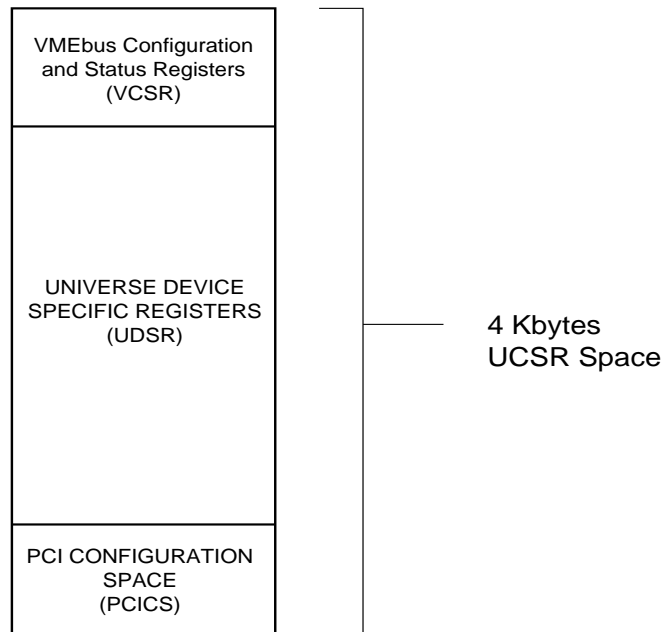 VMEbus Configuration
and Status Registers
(VCSR)
UNIVERSE DEVICE
SPECIFIC REGISTERS
(UDSR)
4 Kbytes
UCSR Space
PCI CONFIGURATION
SPACE
(PCICS)